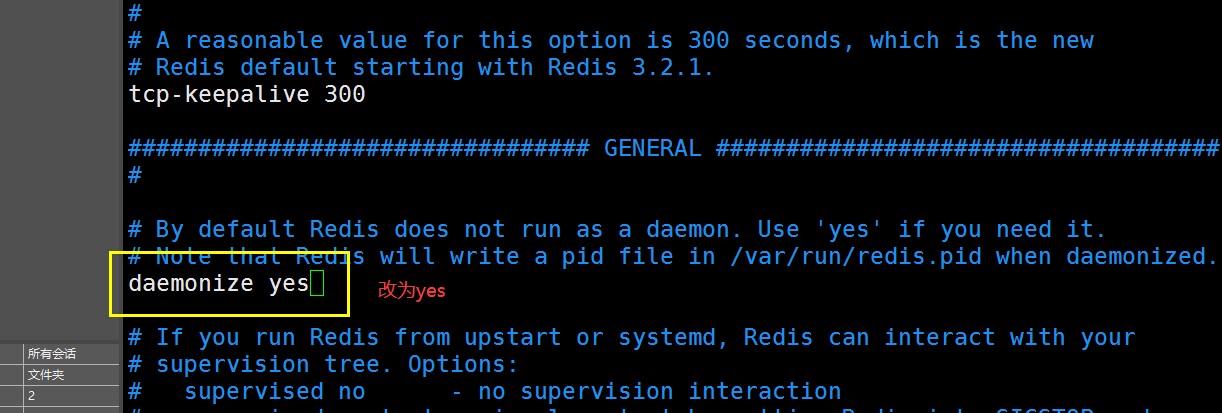 #
# A reasonable value for this option is 300 seconds, which is the new
# Redis default starting with Redis 3.2.1.
tcp-keepalive 300
################################# GENERAL ####################################
#
# By default Redis does not run as a daemon. Use 'yes' if you need it.
# Note that Redis will write a pid file in /var/run/redis.pid when daemonized.
daemonize yes
改为yes
# If you run Redis from upstart or systemd, Redis can interact with your
# supervision tree. Options:
#   supervised no      - no supervision interaction
所有会话
文件夹
2